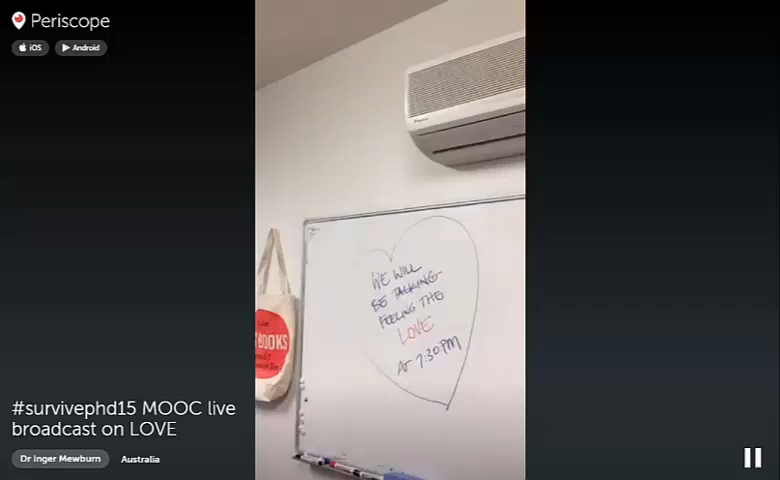 Periscope
iOS
Android
WE WILL
BE TALKING
FEELING THE
LOVE
AT 7:30PM
BOOKS
#survivephd15 MOOC live
broadcast on LOVE
Dr Inger Mewburn
Australia